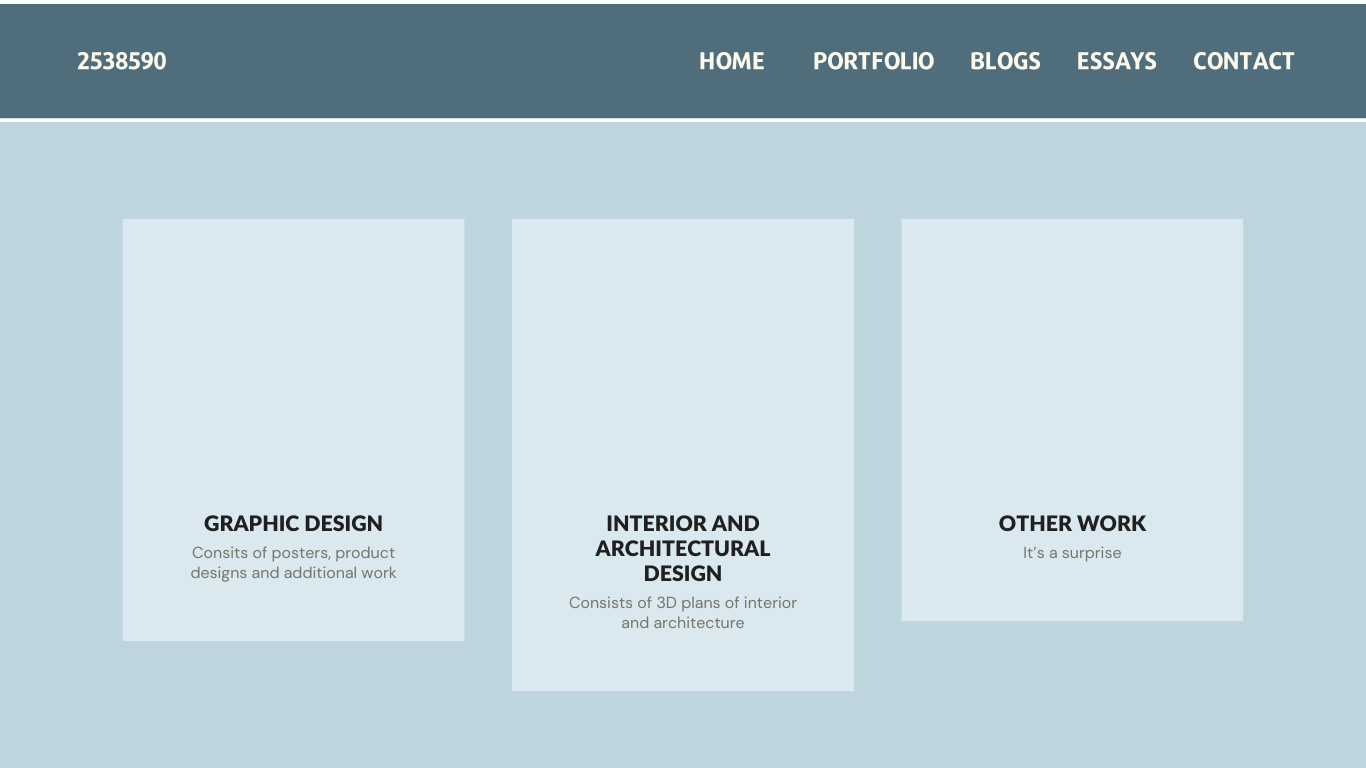 2538590
HOME PORTFOLIO BLOGS ESSAYS CONTACT
GRAPHIC DESIGN
Consits of posters, product
designs and additional work
INTERIOR AND
ARCHITECTURAL
DESIGN
Consists of 3D plans of interior
and architecture
OTHER WORK
It’s a surprise